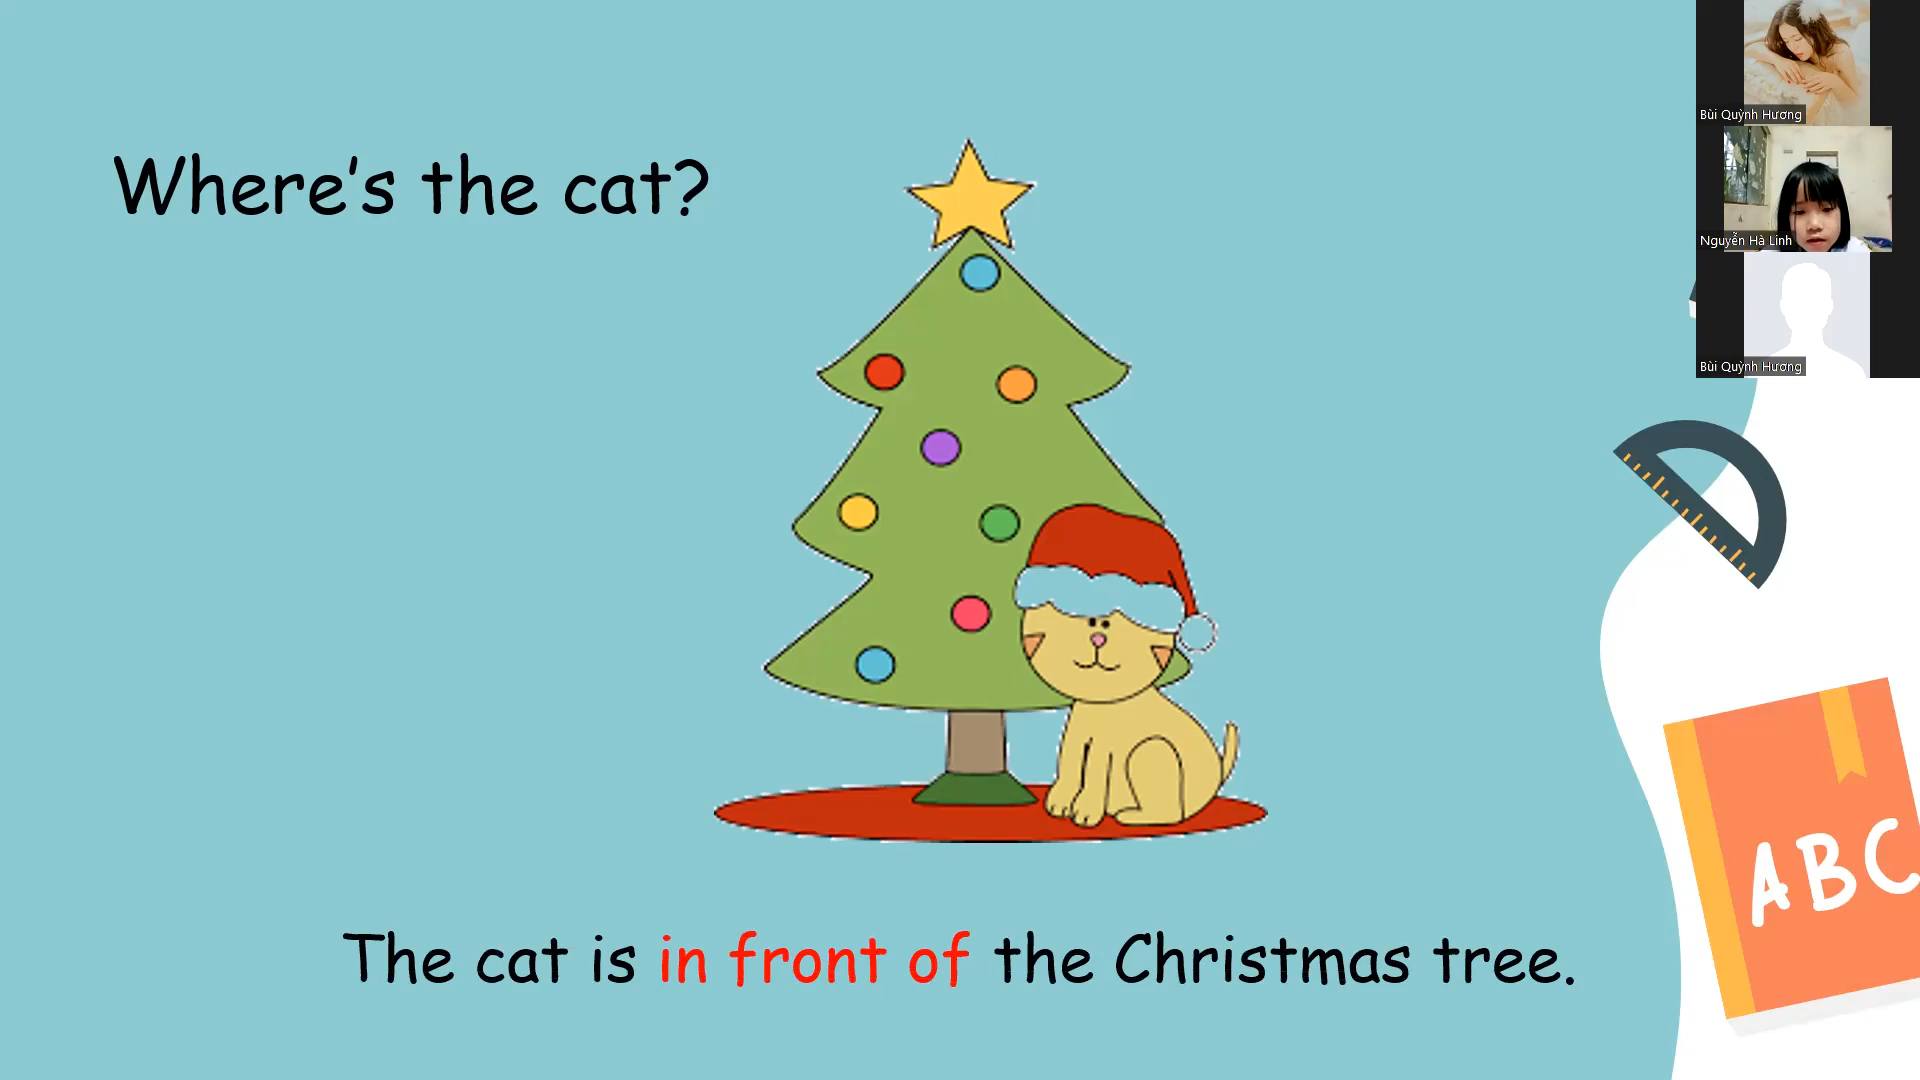 Where's the cat?
The cat is in front of the Christmas tree.
Bùi Quỳnh Hương
Nguyễn Hà Linh
Bùi Quỳnh Hương
ABC